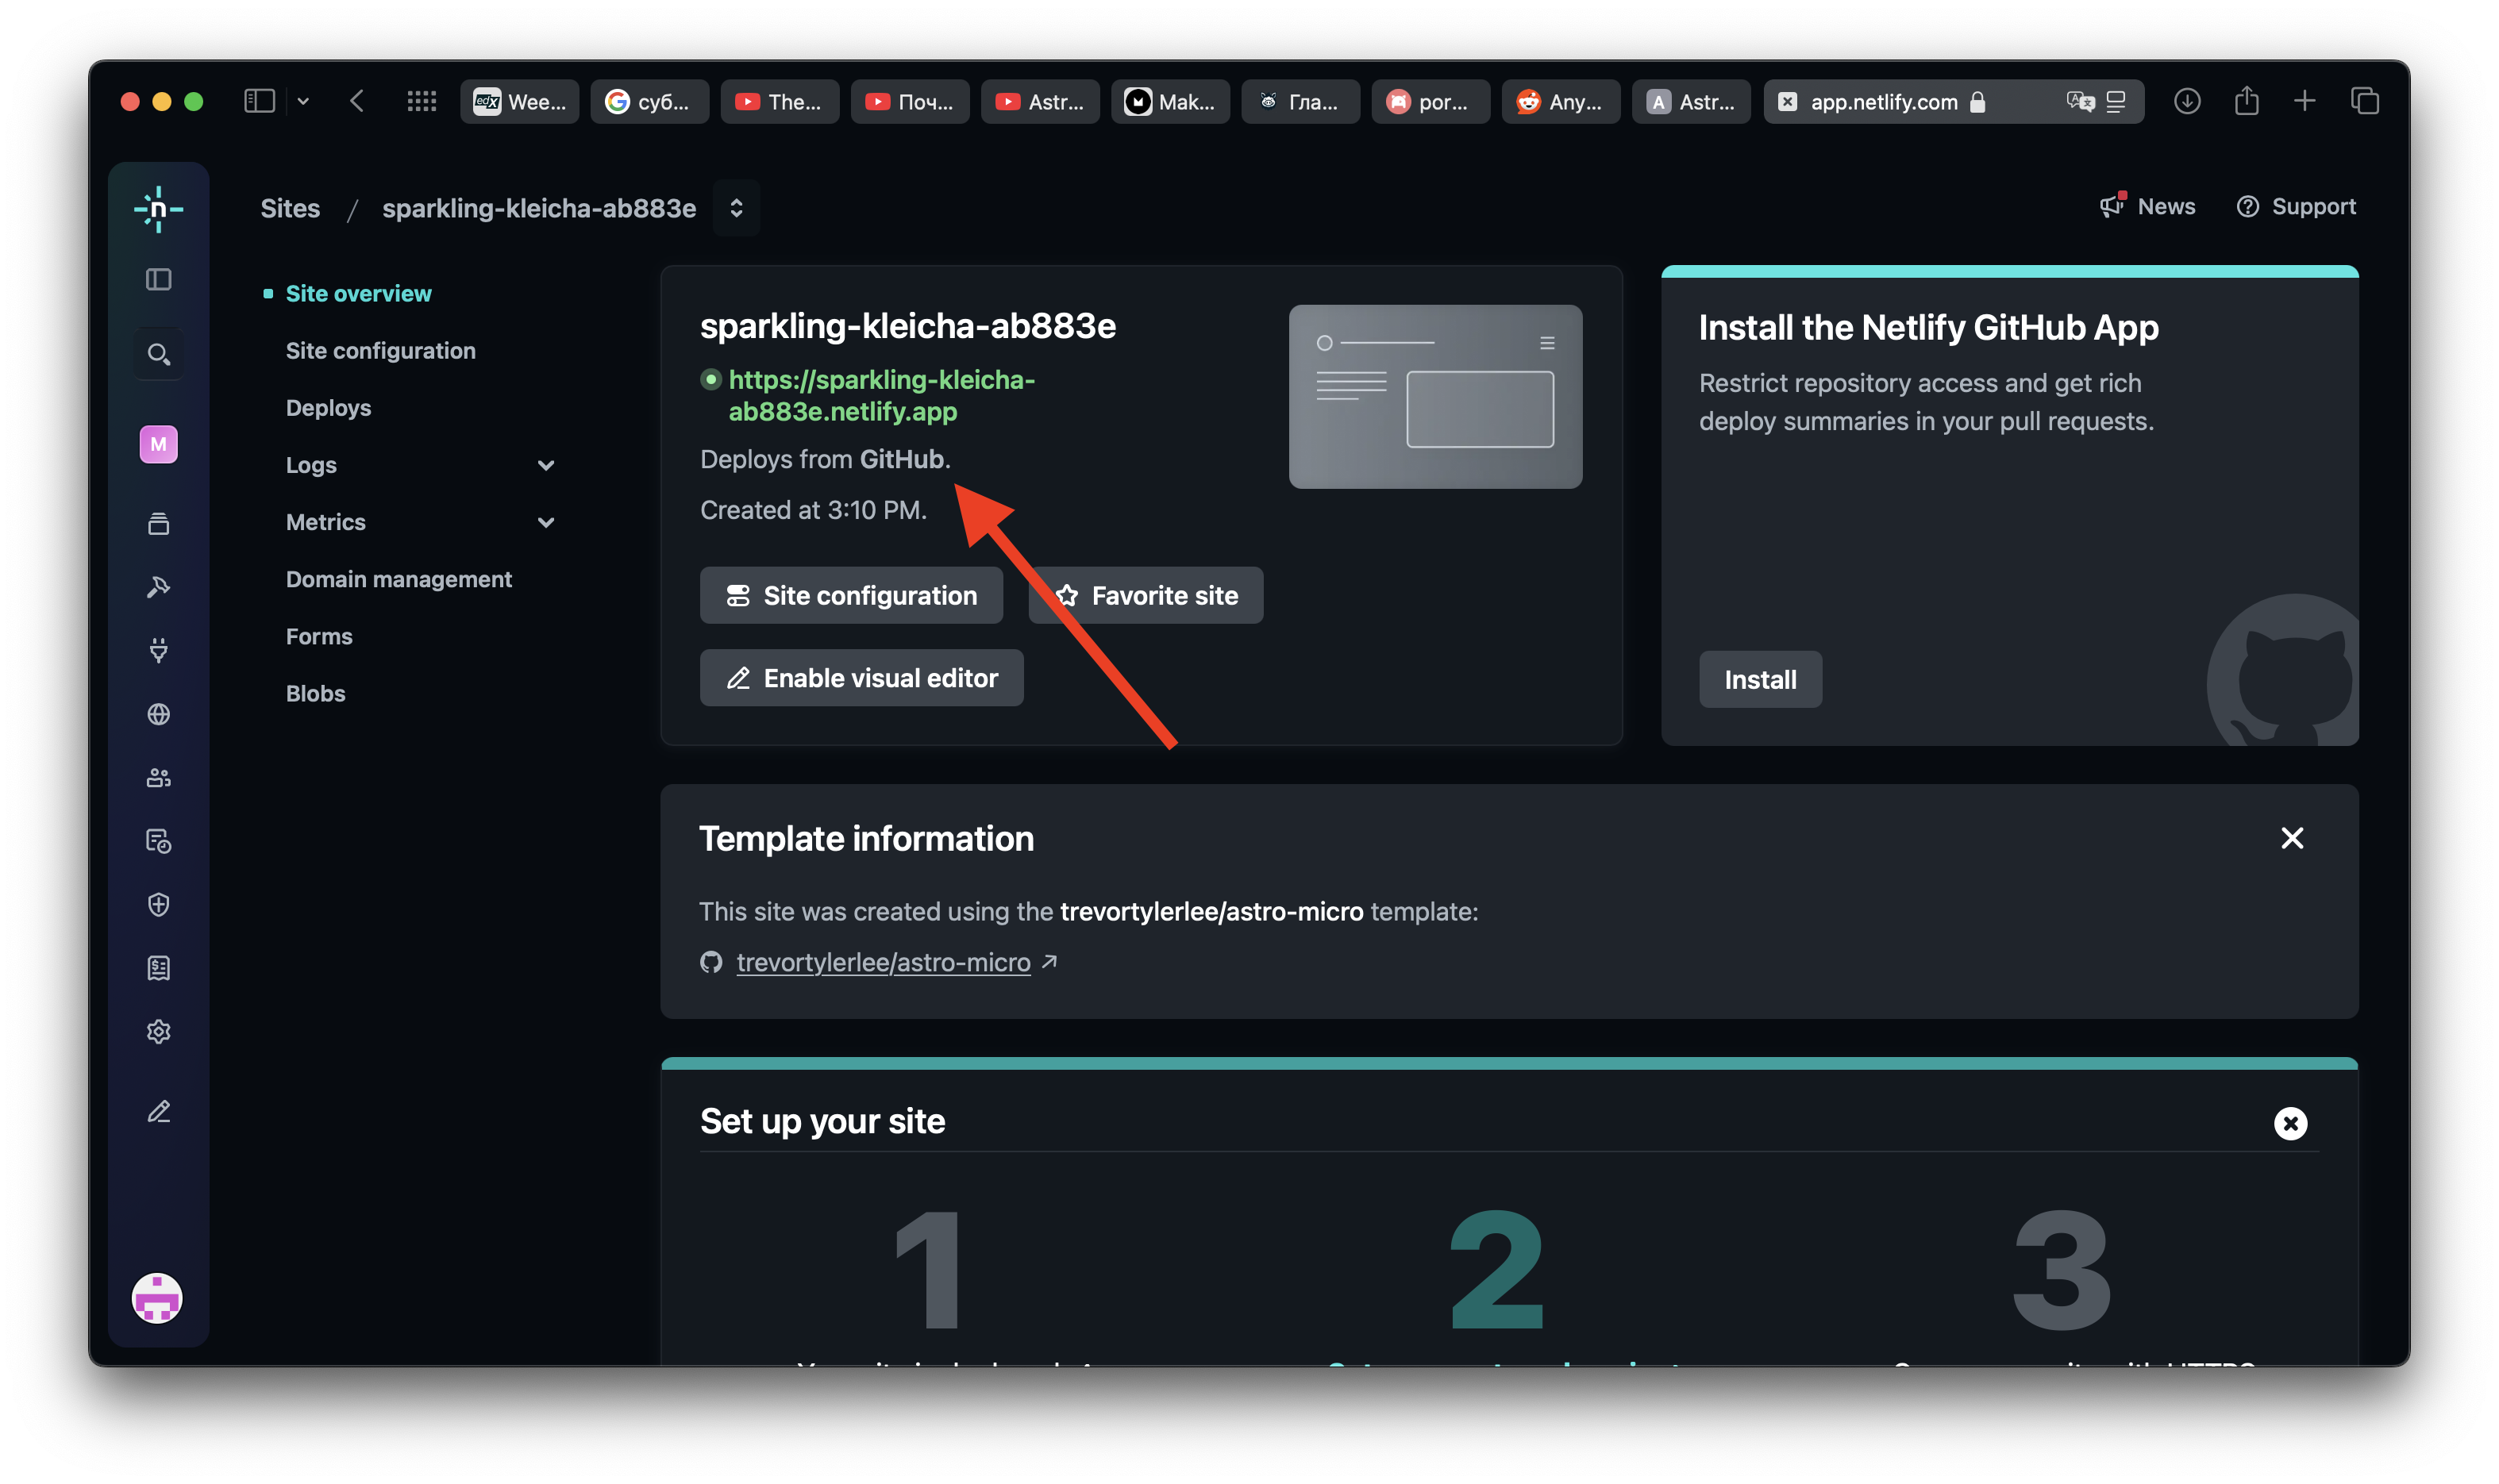 Wee...
суб...
The...
Поч...
Astr...
Mak...
Гла...
por...
Any...
Astr...
app.netlify.com
Sites / sparkling-kleicha-ab883e
News
Support
Site overview
Site configuration
Deploys
Logs
Metrics
Domain management
Forms
Blobs
M
sparkling-kleicha-ab883e
https://sparkling-kleicha-
ab883e.netlify.app
Deploys from GitHub.
Created at 3:10 PM.
Site configuration
Favorite site
Enable visual editor
Install the Netlify GitHub App
Restrict repository access and get rich
deploy summaries in your pull requests.
Install
Template information
This site was created using the trevortylerlee/astro-micro template:
trevortylerlee/astro-micro
Set up your site
1
2
3